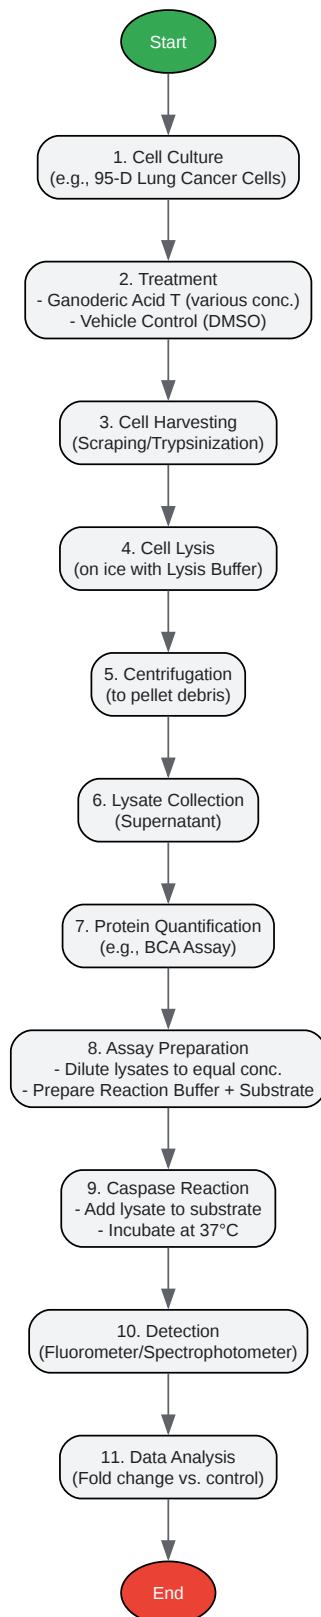 Start
1. Cell Culture
(e.g., 95-D Lung Cancer Cells)
2. Treatment
- Ganoderic Acid T (various conc.)
- Vehicle Control (DMSO)
3. Cell Harvesting
(Scraping/Trypsinization)
4. Cell Lysis
(on ice with Lysis Buffer)
5. Centrifugation
(to pellet debris)
6. Lysate Collection
(Supernatant)
7. Protein Quantification
(e.g., BCA Assay)
8. Assay Preparation
- Dilute lysates to equal conc.
- Prepare Reaction Buffer + Substrate
9. Caspase Reaction
- Add lysate to substrate
- Incubate at 37°C
10. Detection
(Fluorometer/Spectrophotometer)
11. Data Analysis
(Fold change vs. control)
End